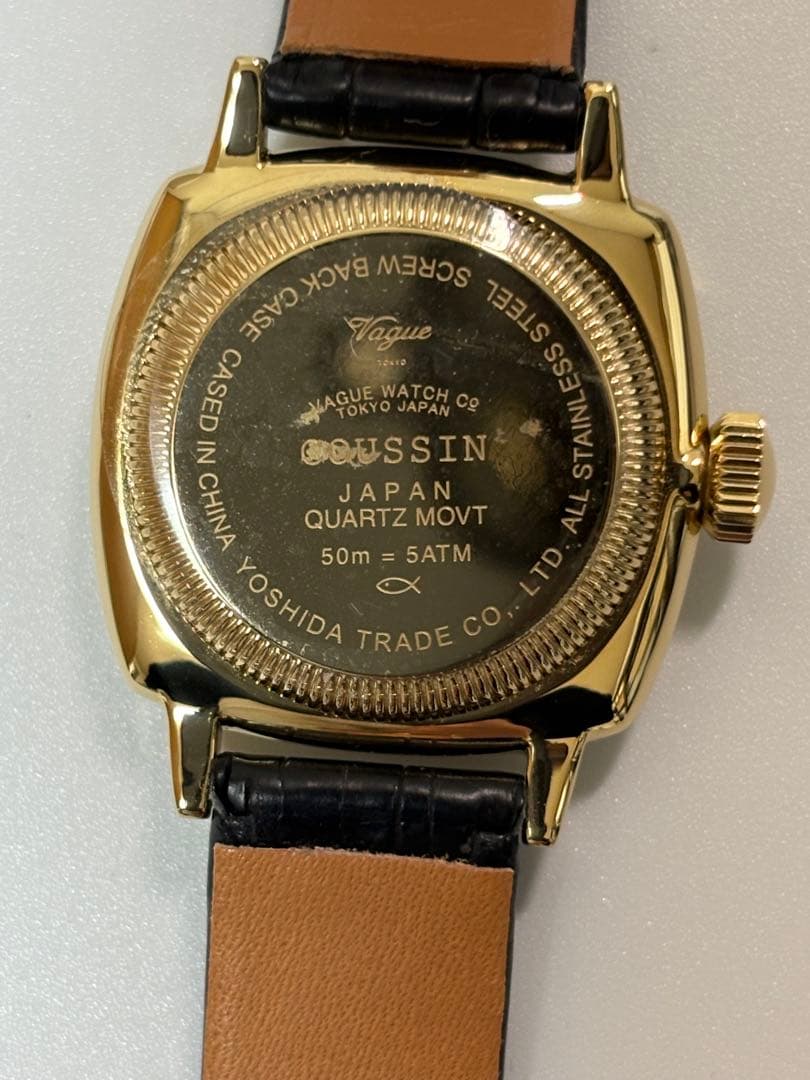 Vague
TOKYO
VAGUE WATCH Co
TOKYO JAPAN
COUSSIN
JAPAN
QUARTZ MOVT
50m = 5ATM
ALL STAINLESS STEEL SCREW BACK CASE CASED IN CHINA YOSHIDA TRADE CO,. LTD.